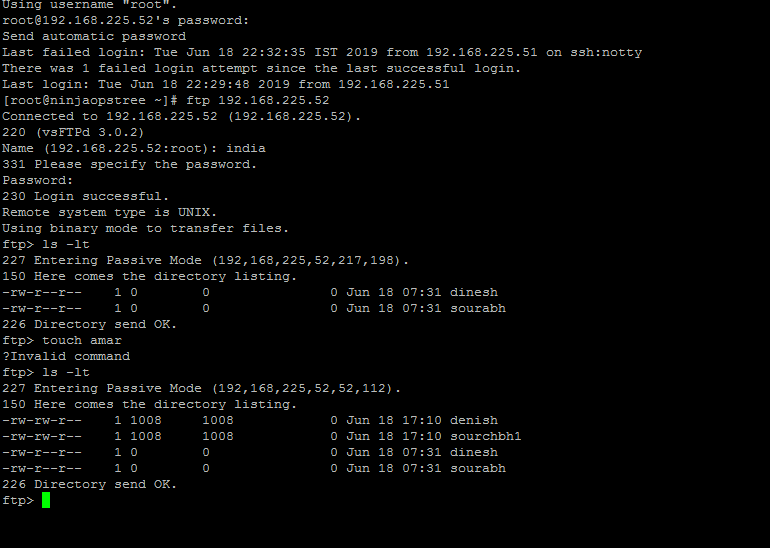 Using username "root".
root@192.168.225.52's password:
Send automatic password
Last failed login: Tue Jun 18 22:32:35 IST 2019 from 192.168.225.51 on ssh:notty
There was 1 failed login attempt since the last successful login.
Last login: Tue Jun 18 22:29:48 2019 from 192.168.225.51
[root@ninjaopstree ~]# ftp 192.168.225.52
Connected to 192.168.225.52 (192.168.225.52).
220 (vsFTPd 3.0.2)
Name (192.168.225.52:root): india
331 Please specify the password.
Password:
230 Login successful.
Remote system type is UNIX.
Using binary mode to transfer files.
ftp> ls -lt
227 Entering Passive Mode (192,168,225,52,217,198).
150 Here comes the directory listing.
-rw-r--r--    1 0        0               0 Jun 18 07:31 dinesh
-rw-r--r--    1 0        0               0 Jun 18 07:31 sourabh
226 Directory send OK.
ftp> touch amar
?Invalid command
ftp> ls -lt
227 Entering Passive Mode (192,168,225,52,52,112).
150 Here comes the directory listing.
-rw-rw-r--    1 1008     1008            0 Jun 18 17:10 denish
-rw-rw-r--    1 1008     1008            0 Jun 18 17:10 sourchbh1
-rw-r--r--    1 0        0               0 Jun 18 07:31 dinesh
-rw-r--r--    1 0        0               0 Jun 18 07:31 sourabh
226 Directory send OK.
ftp>